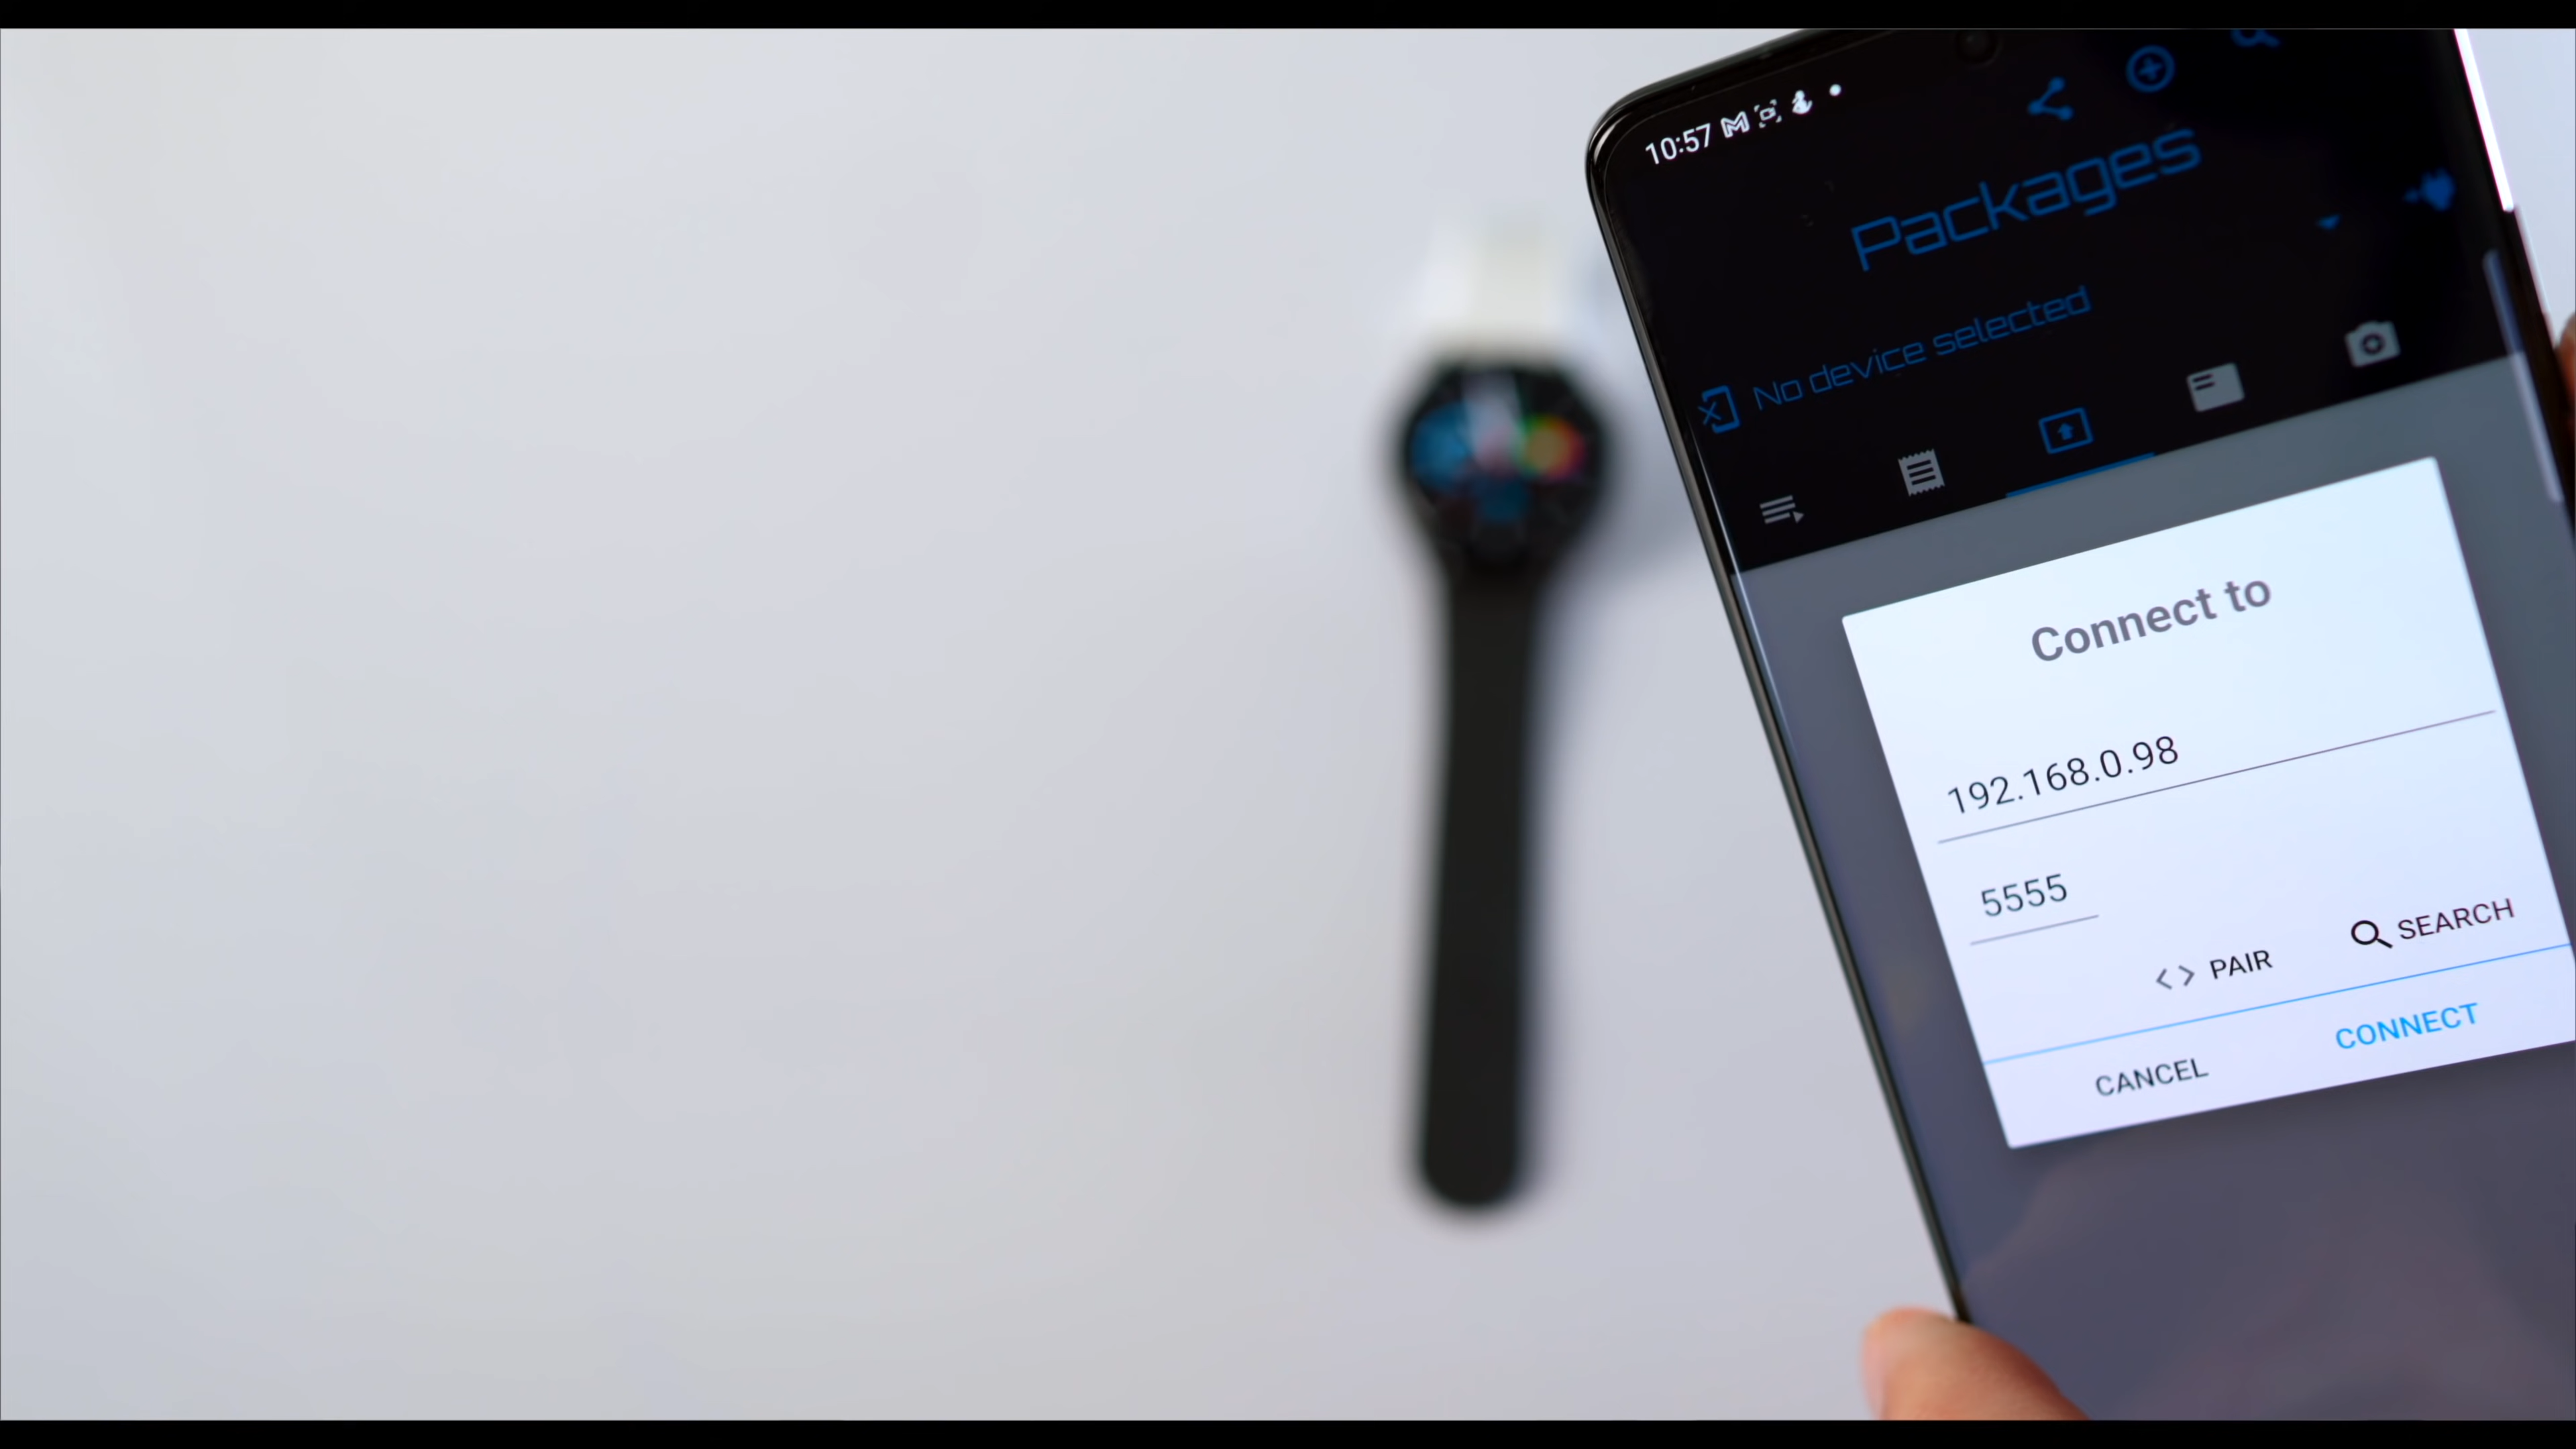 10:57
Packages
No device selected
Connect to
192.168.0.98
5555
PAIR
SEARCH
CANCEL
CONNECT